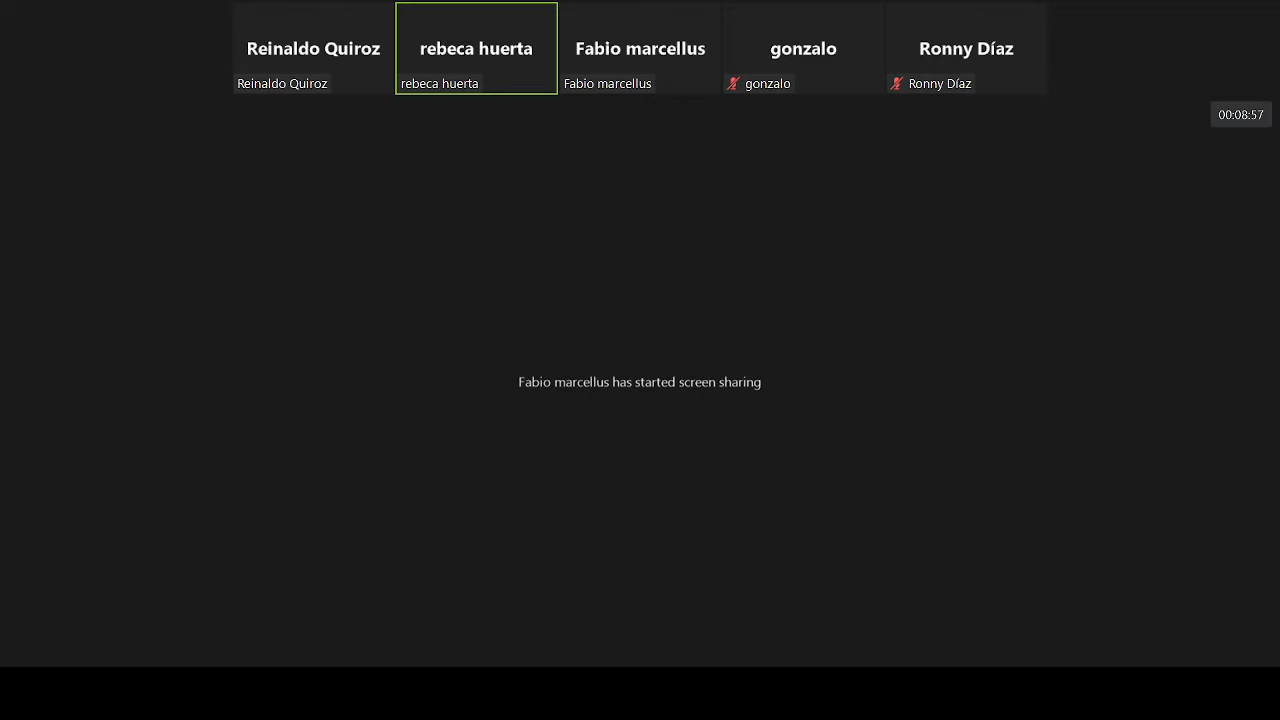 Reinaldo Quiroz
rebeca huerta
Fabio marcellus
gonzalo
Ronny Díaz
Reinaldo Quiroz
rebeca huerta
Fabio marcellus
gonzalo
Ronny Díaz
00:08:57
Fabio marcellus has started screen sharing